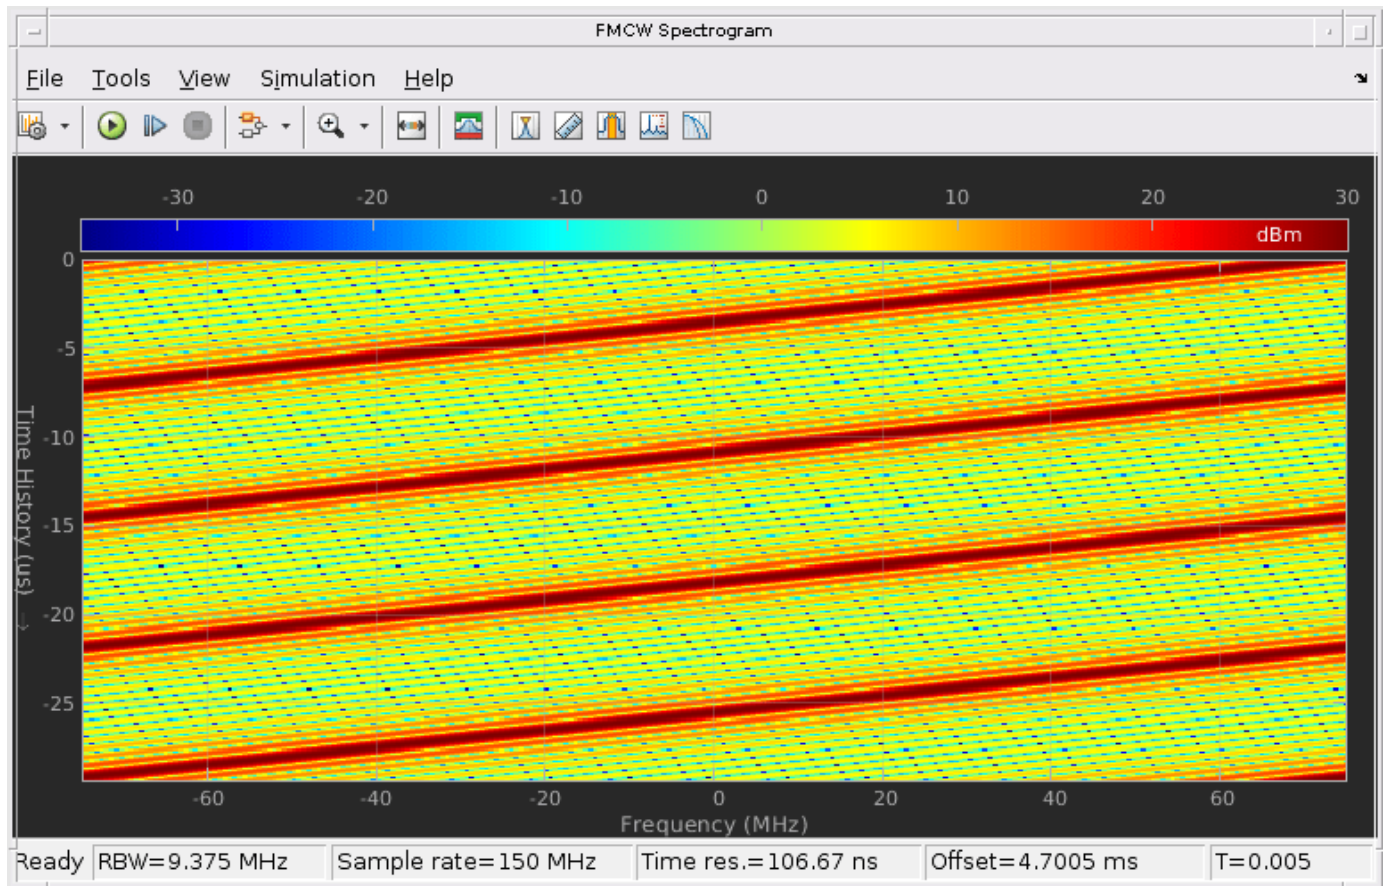 FMCW Spectrogram
File Tools View Simulation Help
-30 -20 -10 0 10 20 30
dBm
0
-5
-10
-15
-20
-25
Time History (us) →
-60 -40 -20 0 20 40 60
Frequency (MHz)
Ready RBW=9.375 MHz Sample rate=150 MHz Time res.=106.67 ns Offset=4.7005 ms T=0.005